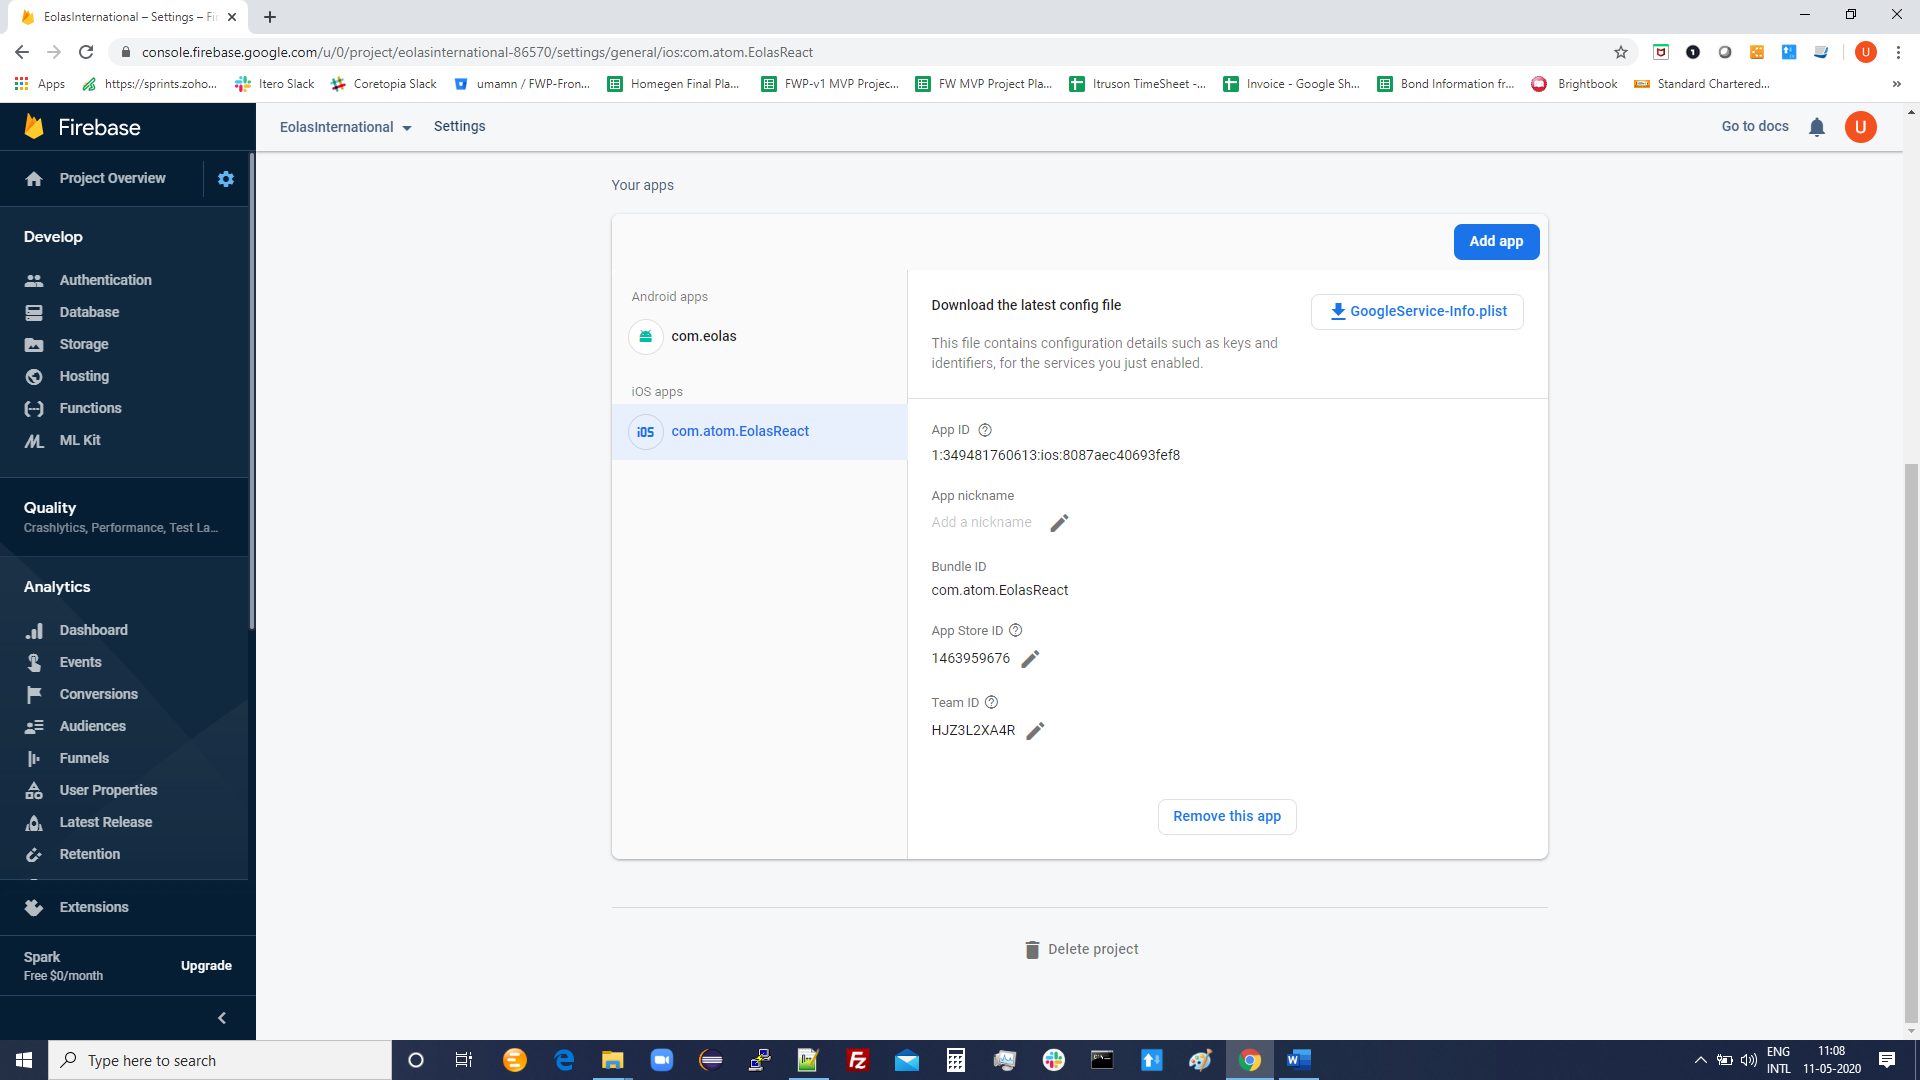 EolasInternational – Settings – Fi
console.firebase.google.com/u/0/project/eolasinternational-86570/settings/general/ios:com.atom.EolasReact
Apps
https://sprints.zoho...
Itero Slack
Coretopia Slack
umamn / FWP-Fron...
Homegen Final Pla...
FWP-v1 MVP Projec...
FW MVP Project Pla...
Itruson TimeSheet -...
Invoice - Google Sh...
Bond Information fr...
Brightbook
Standard Chartered...
»
Firebase
EolasInternational
Settings
Go to docs
U
Project Overview
Develop
Authentication
Database
Storage
Hosting
Functions
ML Kit
Quality
Crashlytics, Performance, Test La...
Analytics
Dashboard
Events
Conversions
Audiences
Funnels
User Properties
Latest Release
Retention
Extensions
Spark
Free $0/month
Upgrade
Your apps
Add app
Android apps
com.eolas
iOS apps
iOS
com.atom.EolasReact
Download the latest config file
GoogleService-Info.plist
This file contains configuration details such as keys and
identifiers, for the services you just enabled.
App ID
1:349481760613:ios:8087aec40693fef8
App nickname
Add a nickname
Bundle ID
com.atom.EolasReact
App Store ID
1463959676
Team ID
HJZ3L2XA4R
Remove this app
Delete project
Type here to search
ENG
INTL
11:08
11-05-2020